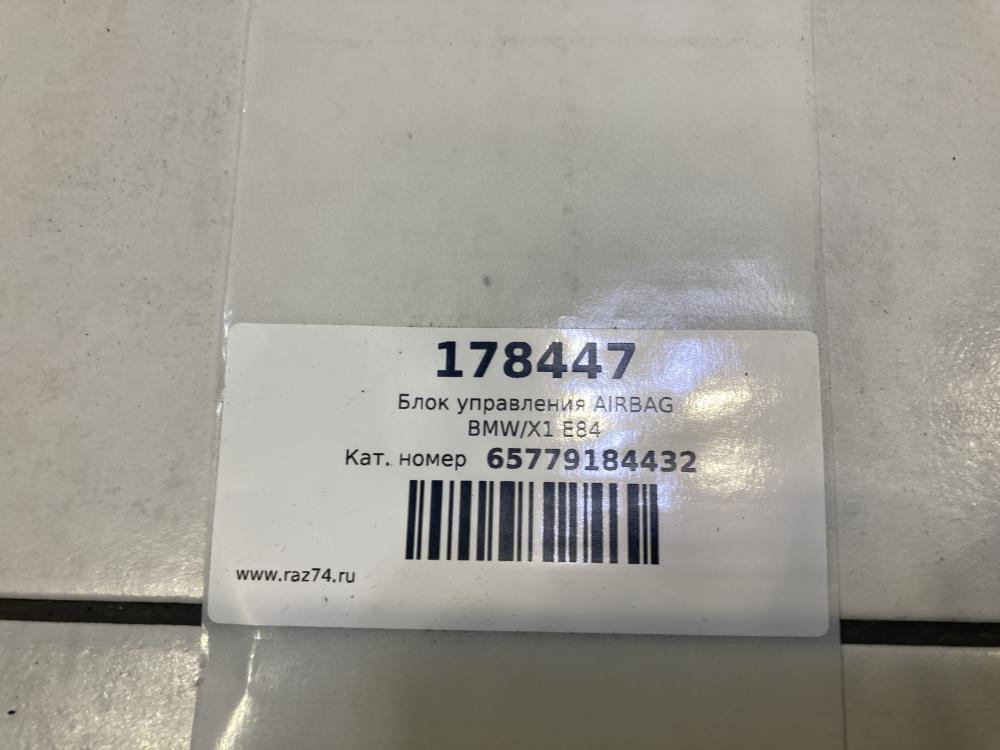 178447
Блок управления AIRBAG
BMW/X1 E84
Кат. номер 65779184432
www.raz74.ru